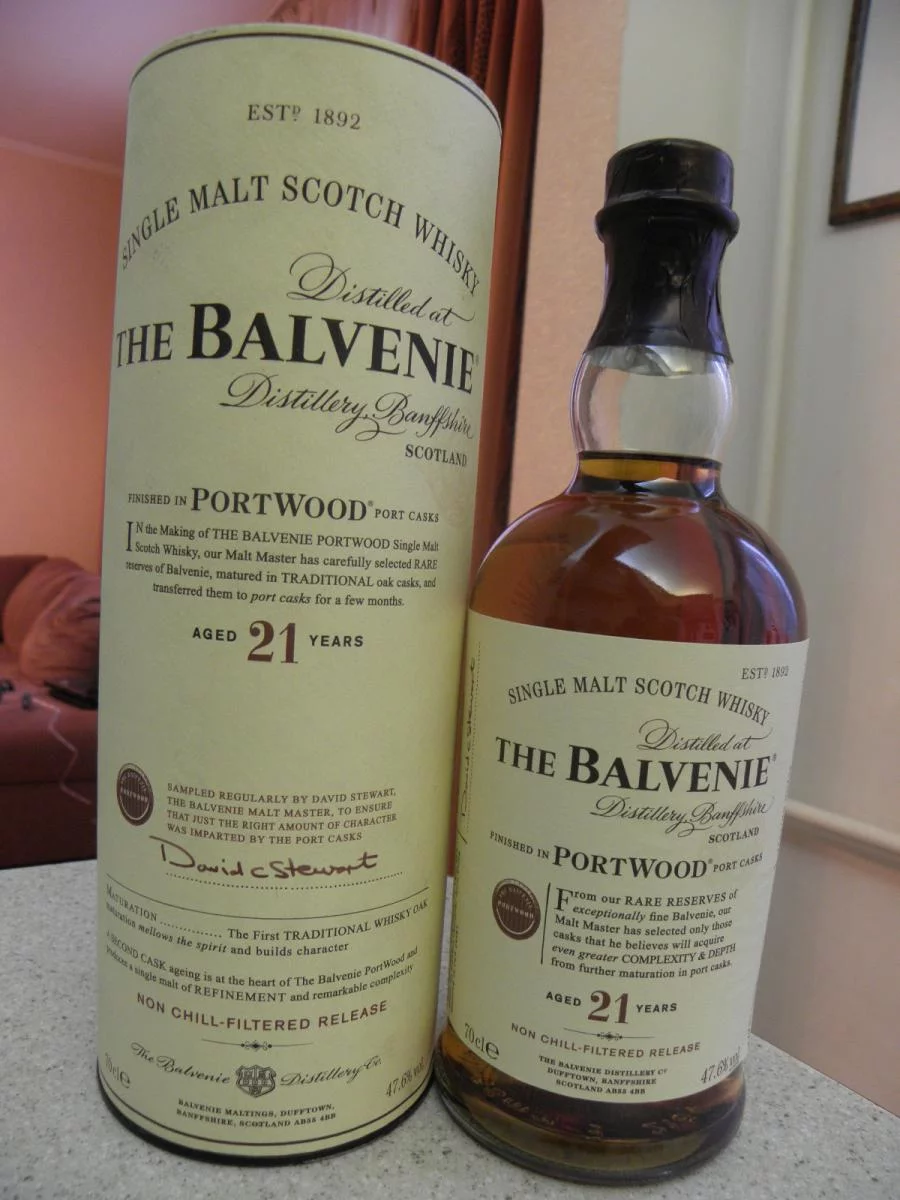 ESTD 1892
SINGLE MALT SCOTCH WHISKY
Distilled at
THE BALVENIE®
Distillery, Banffshire
SCOTLAND
FINISHED IN PORTWOOD® PORT CASKS
IN the Making of THE BALVENIE PORTWOOD Single Malt
Scotch Whisky, our Malt Master has carefully selected RARE
reserves of Balvenie, matured in TRADITIONAL oak casks, and
transferred them to port casks for a few months.
AGED 21 YEARS
PORTWOOD
SAMPLED REGULARLY BY DAVID STEWART,
THE BALVENIE MALT MASTER, TO ENSURE
THAT JUST THE RIGHT AMOUNT OF CHARACTER
WAS IMPARTED BY THE PORT CASKS
David C Stewart
MATURATION .............. The First TRADITIONAL WHISKY OAK
maturation mellows the spirit and builds character
A SECOND CASK ageing is at the heart of The Balvenie PortWood and
produces a single malt of REFINEMENT and remarkable complexity
NON CHILL-FILTERED RELEASE
The Balvenie Distillery Co.
70cl℮
47.6% vol
BALVENIE MALTINGS, DUFFTOWN,
BANFFSHIRE, SCOTLAND AB55 4BB
ESTD 1892
SINGLE MALT SCOTCH WHISKY
Distilled at
THE BALVENIE®
Distillery, Banffshire
SCOTLAND
FINISHED IN PORTWOOD® PORT CASKS
THE BALVENIE
PORTWOOD
From our RARE RESERVES of
exceptionally fine Balvenie, our
Malt Master has selected only those
casks that he believes will acquire
even greater COMPLEXITY & DEPTH
from further maturation in port casks.
AGED 21 YEARS
NON CHILL-FILTERED RELEASE
70cl℮
THE BALVENIE DISTILLERY CO
DUFFTOWN, BANFFSHIRE
SCOTLAND AB55 4BB
47.6% vol
David C Stewart